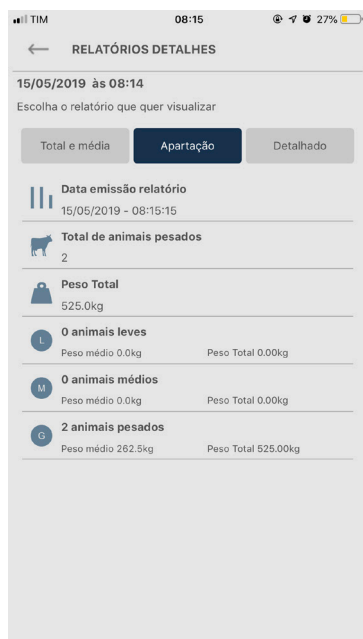 TIM 08:15 27%
RELATÓRIOS DETALHES
15/05/2019 às 08:14
Escolha o relatório que quer visualizar
Total e média Apartação Detalhado
Data emissão relatório
15/05/2019 - 08:15:15
Total de animais pesados
2
Peso Total
525.0kg
L 0 animais leves
Peso médio 0.0kg Peso Total 0.00kg
M 0 animais médios
Peso médio 0.0kg Peso Total 0.00kg
G 2 animais pesados
Peso médio 262.5kg Peso Total 525.00kg